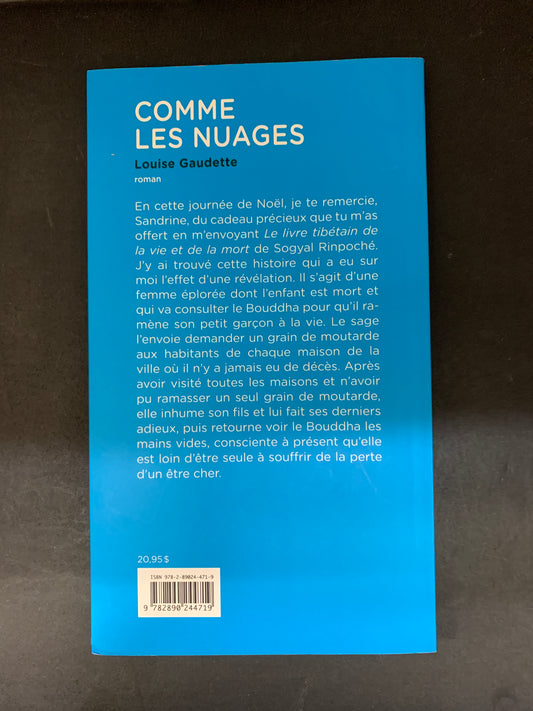 COMME
LES NUAGES
Louise Gaudette
roman
En cette journée de Noël, je te remercie,
Sandrine, du cadeau précieux que tu m'as
offert en m'envoyant Le livre tibétain de
la vie et de la mort de Sogyal Rinpoché.
J'y ai trouvé cette histoire qui a eu sur
moi l'effet d'une révélation. Il s'agit d'une
femme éplorée dont l'enfant est mort et
qui va consulter le Bouddha pour qu'il ra-
mène son petit garçon à la vie. Le sage
l'envoie demander un grain de moutarde
aux habitants de chaque maison de la
ville où il n'y a jamais eu de décès. Après
avoir visité toutes les maisons et n'avoir
pu ramasser un seul grain de moutarde,
elle inhume son fils et lui fait ses derniers
adieux, puis retourne voir le Bouddha les
mains vides, consciente à présent qu'elle
est loin d'être seule à souffrir de la perte
d'un être cher.
20,95 $
ISBN 978-2-89024-471-9
9 782890 244719